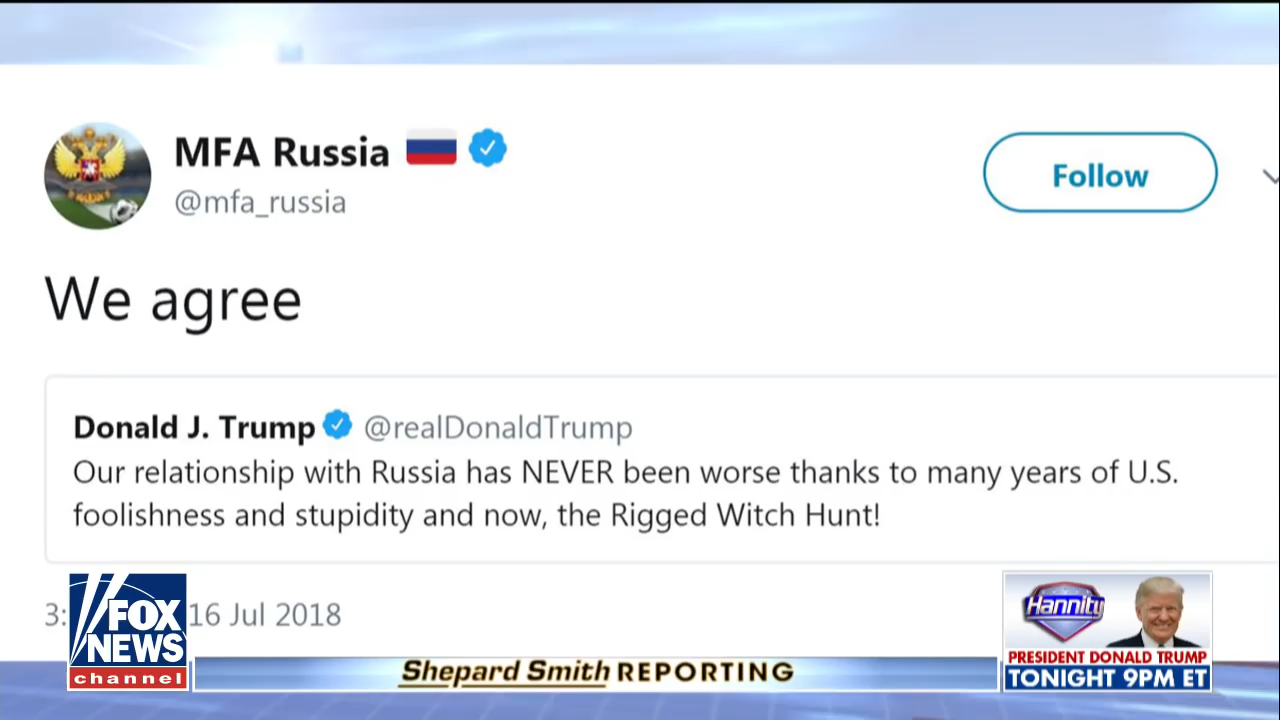 MFA Russia
@mfa_russia
Follow
We agree
Donald J. Trump @realDonaldTrump
Our relationship with Russia has NEVER been worse thanks to many years of U.S.
foolishness and stupidity and now, the Rigged Witch Hunt!
3:
16 Jul 2018
FOX
NEWS
channel
Shepard Smith REPORTING
Hannity
PRESIDENT DONALD TRUMP
TONIGHT 9PM ET